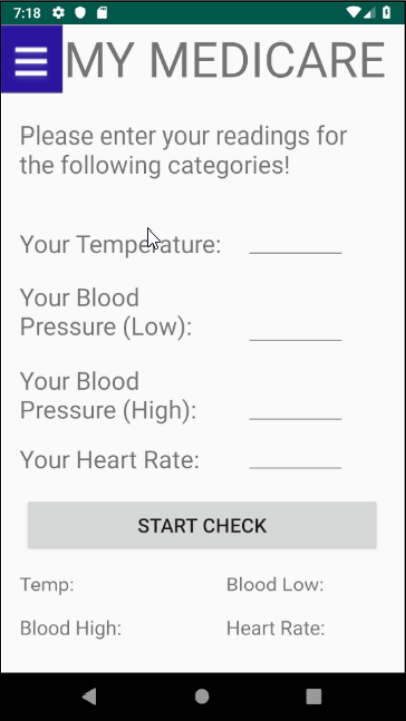 7:18
MY MEDICARE
Please enter your readings for
the following categories!
Your Temperature:
Your Blood
Pressure (Low):
Your Blood
Pressure (High):
Your Heart Rate:
START CHECK
Temp: Blood Low:
Blood High: Heart Rate: